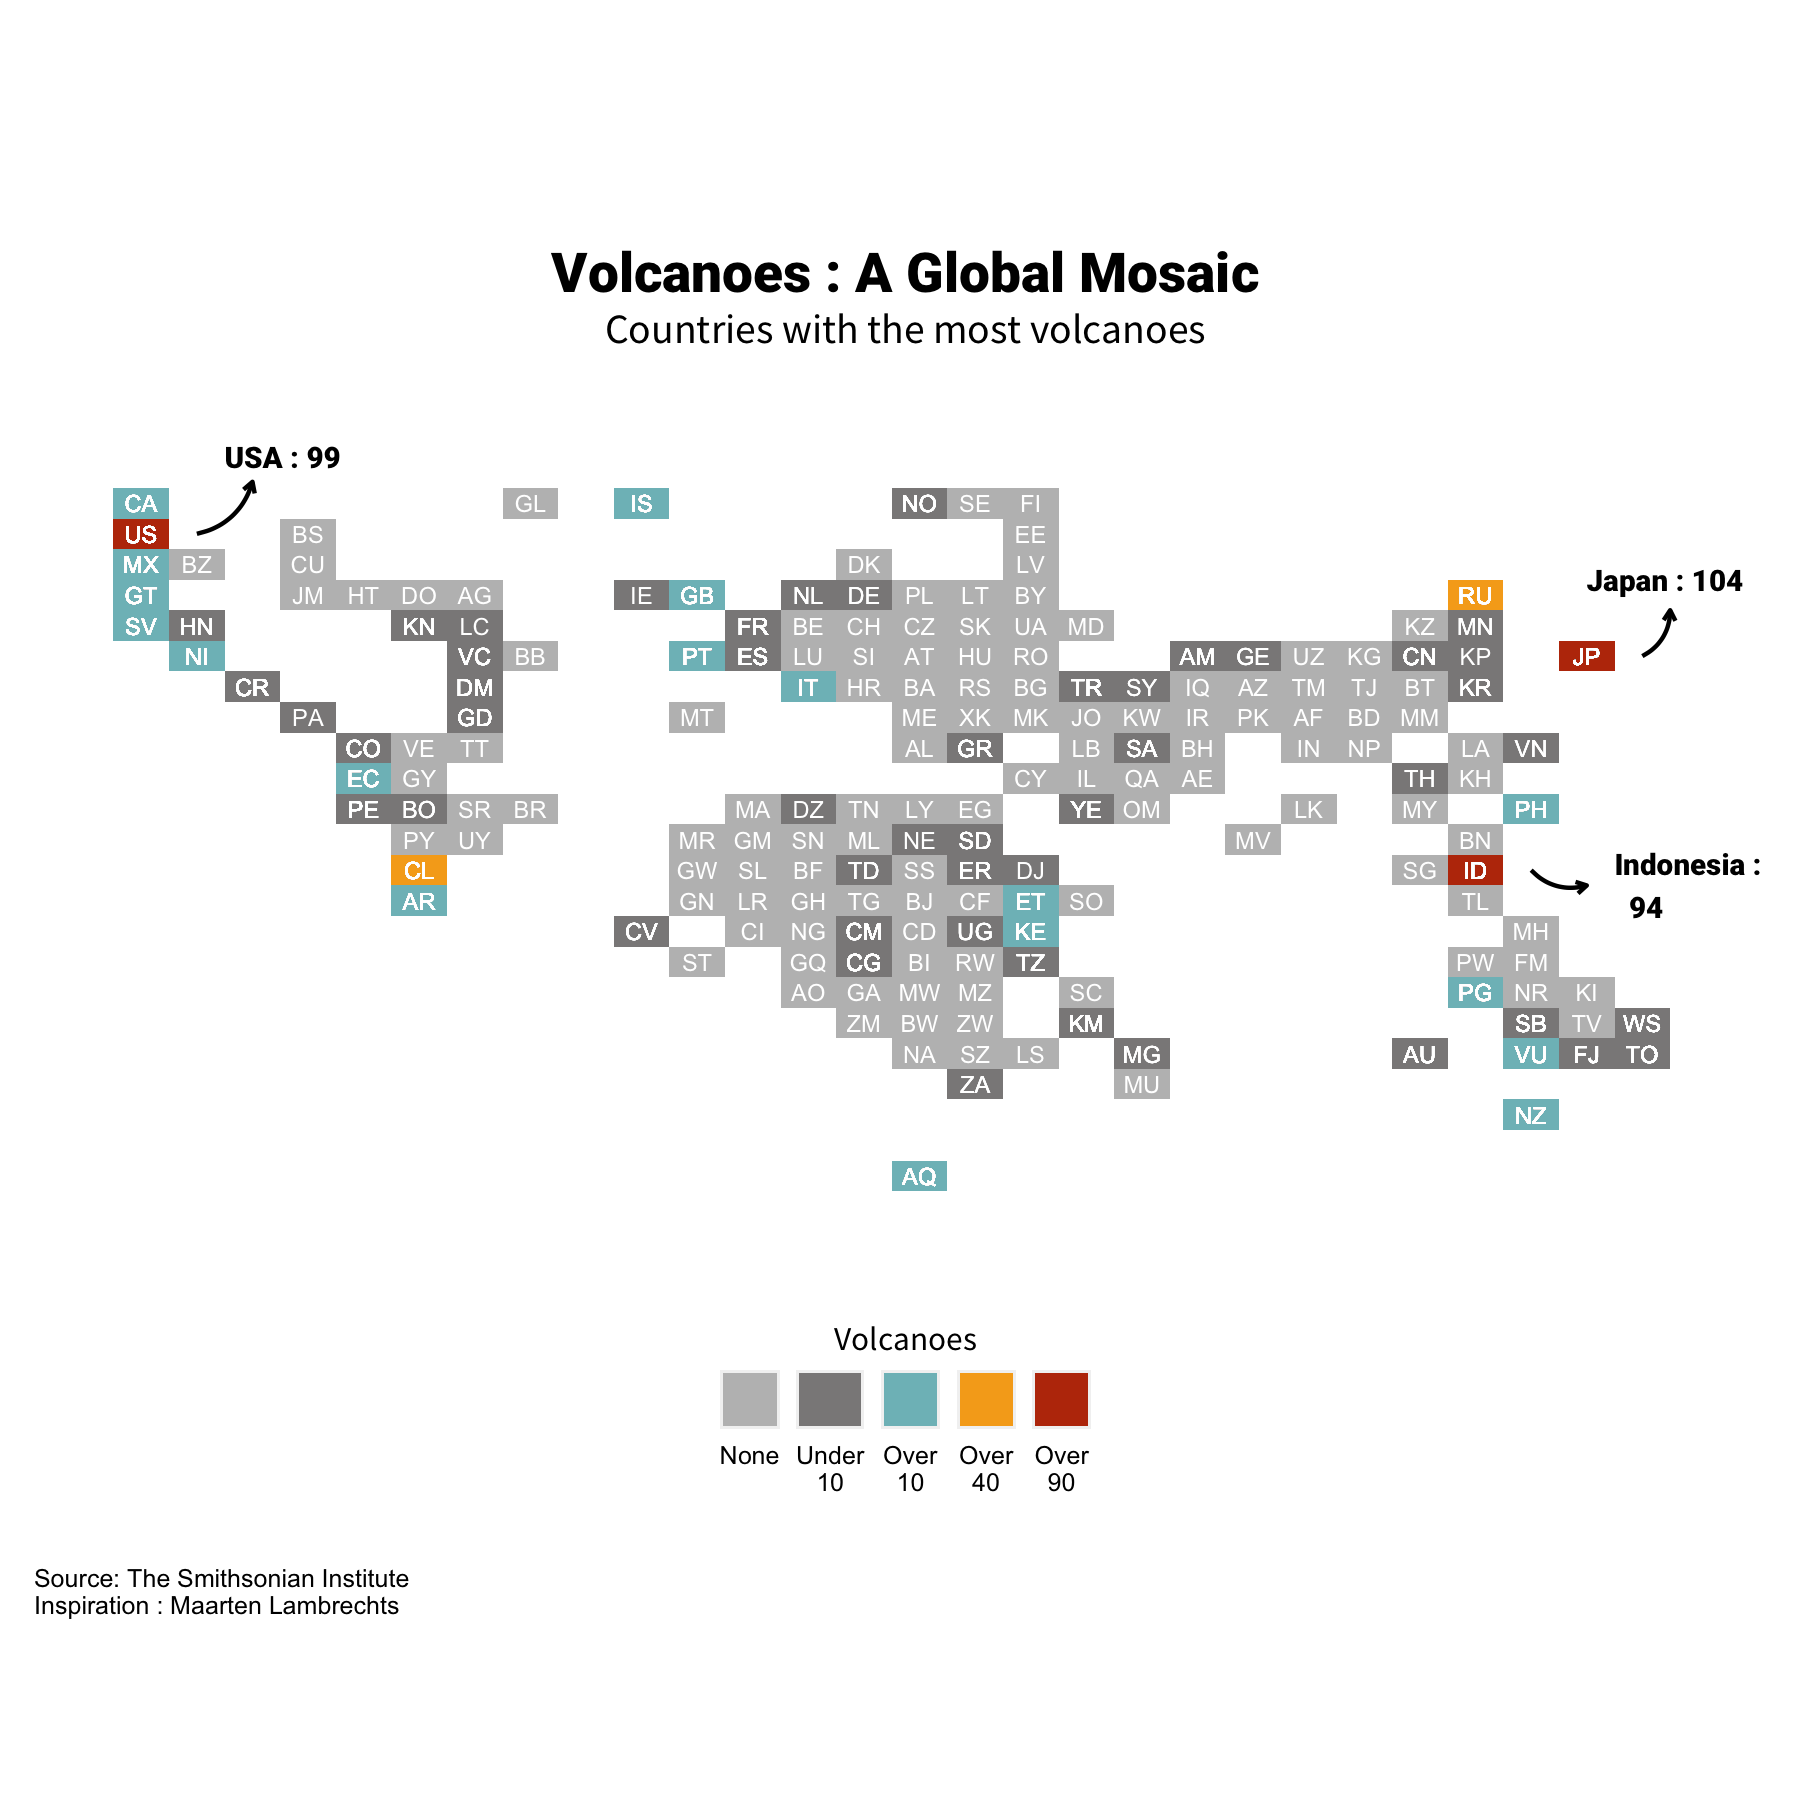 Volcanoes : A Global Mosaic
Countries with the most volcanoes
USA : 99
CA GL IS NO SE FI
US BS EE
MX BZ CU DK LV
Japan : 104
GT JM HT DO AG IE GB NL DE PL LT BY RU
SV HN KN LC FR BE CH CZ SK UA MD KZ MN
NI VC BB PT ES LU SI AT HU RO AM GE UZ KG CN KP JP
CR DM IT HR BA RS BG TR SY IQ AZ TM TJ BT KR
PA GD MT ME XK MK JO KW IR PK AF BD MM
CO VE TT AL GR LB SA BH IN NP LA VN
EC GY CY IL QA AE TH KH
PE BO SR BR MA DZ TN LY EG YE OM LK MY PH
PY UY MR GM SN ML NE SD MV BN
CL GW SL BF TD SS ER DJ SG ID
Indonesia :
94
AR GN LR GH TG BJ CF ET SO TL
CV CI NG CM CD UG KE MH
ST GQ CG BI RW TZ PW FM
AO GA MW MZ SC PG NR KI
ZM BW ZW KM SB TV WS
NA SZ LS MG AU VU FJ TO
ZA MU
NZ
AQ
Volcanoes
None Under Over Over Over
10 10 40 90
Source: The Smithsonian Institute
Inspiration : Maarten Lambrechts